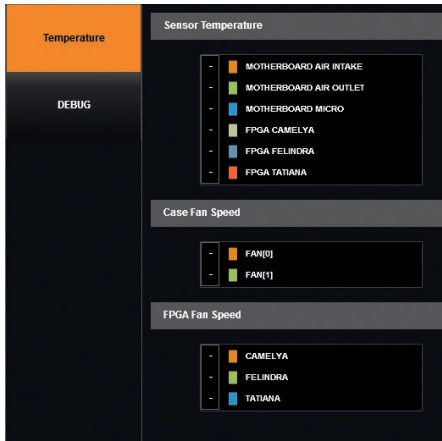 Temperature
DEBUG
Sensor Temperature
- MOTHERBOARD AIR INTAKE
- MOTHERBOARD AIR OUTLET
- MOTHERBOARD MICRO
- FPGA CAMELYA
- FPGA FELINDRA
- FPGA TATIANA
Case Fan Speed
- FAN[0]
- FAN[1]
FPGA Fan Speed
- CAMELYA
- FELINDRA
- TATIANA